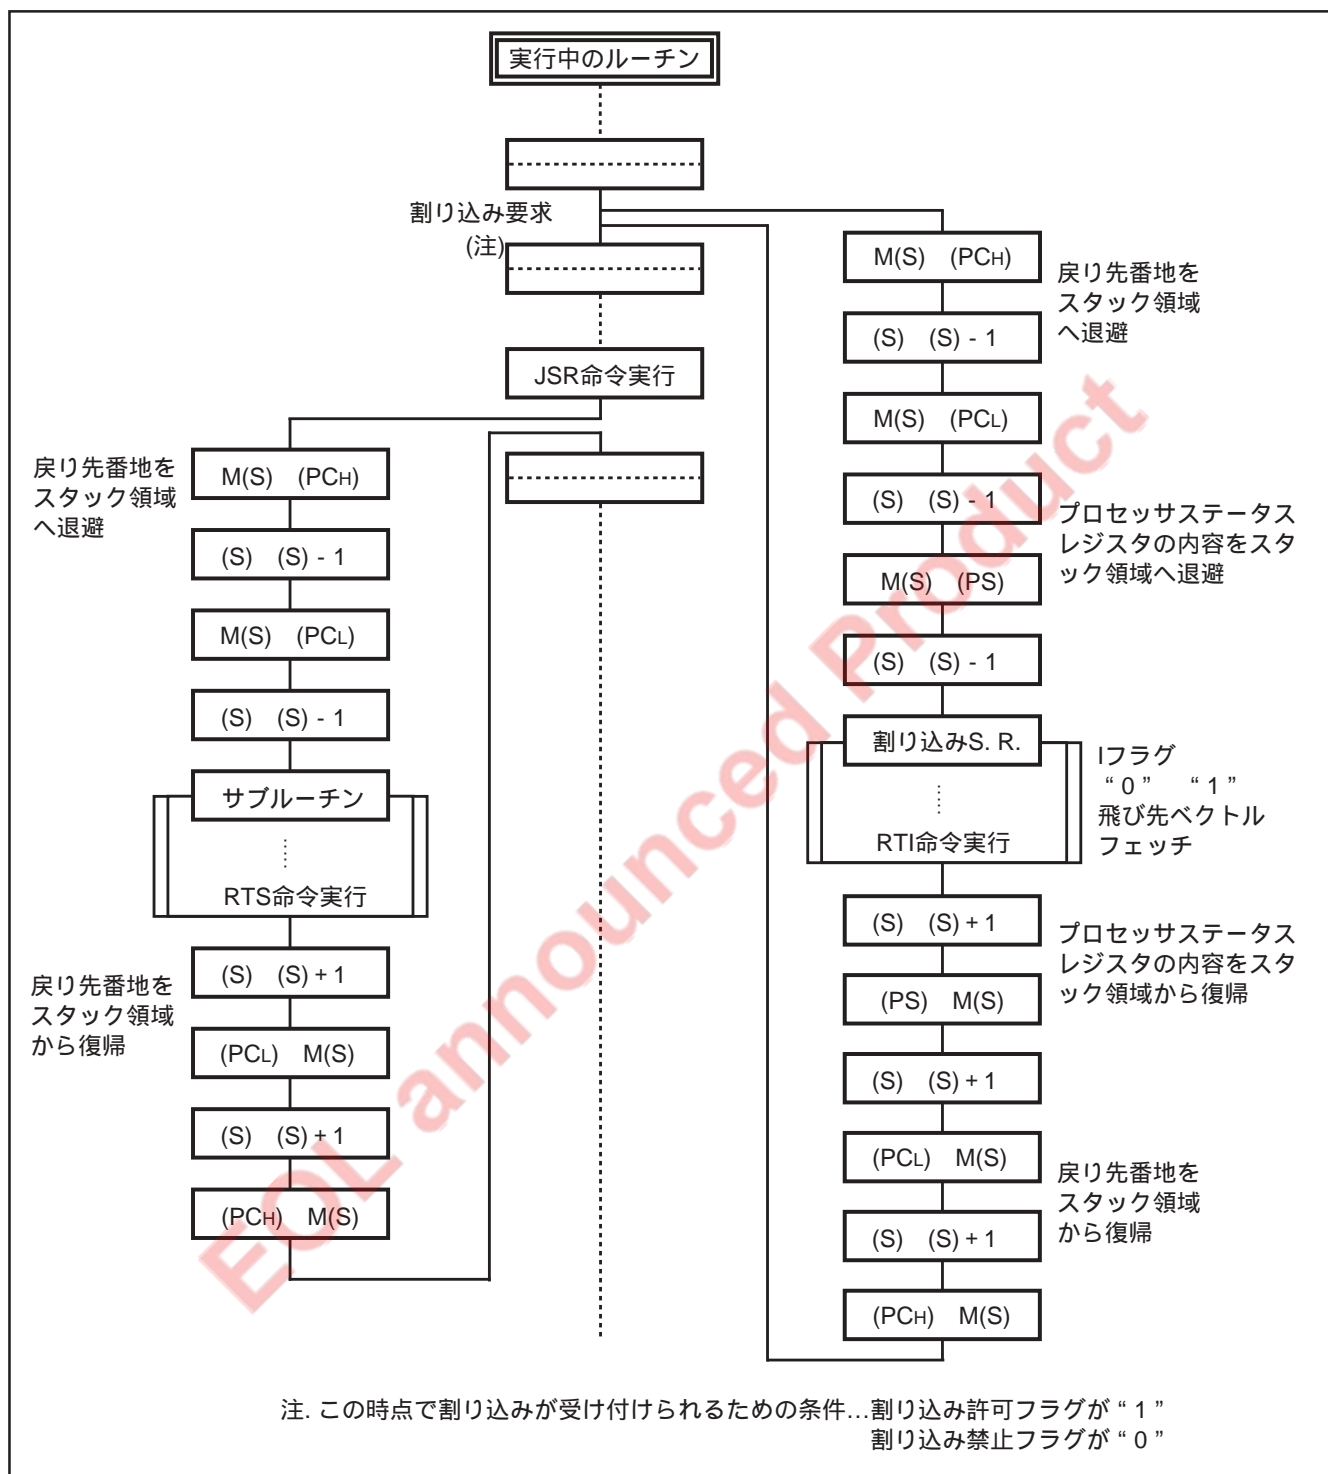 実行中のルーチン
割り込み要求
(注)
JSR命令実行
戻り先番地を
スタック領域
へ退避
M(S) (PCH)
(S) (S) - 1
M(S) (PCL)
(S) (S) - 1
サブルーチン
RTS命令実行
戻り先番地を
スタック領域
から復帰
(S) (S) + 1
(PCL) M(S)
(S) (S) + 1
(PCH) M(S)
M(S) (PCH)
戻り先番地を
スタック領域
へ退避
(S) (S) - 1
M(S) (PCL)
(S) (S) - 1
プロセッサステータス
レジスタの内容をスタ
ック領域へ退避
M(S) (PS)
(S) (S) - 1
割り込みS. R.
RTI命令実行
Iフラグ
“ 0 ” “ 1 ”
飛び先ベクトル
フェッチ
(S) (S) + 1
プロセッサステータス
レジスタの内容をスタ
ック領域から復帰
(PS) M(S)
(S) (S) + 1
(PCL) M(S)
戻り先番地を
スタック領域
から復帰
(S) (S) + 1
(PCH) M(S)
注. この時点で割り込みが受け付けられるための条件…割り込み許可フラグが “ 1 ”
割り込み禁止フラグが “ 0 ”
EOL announced Product